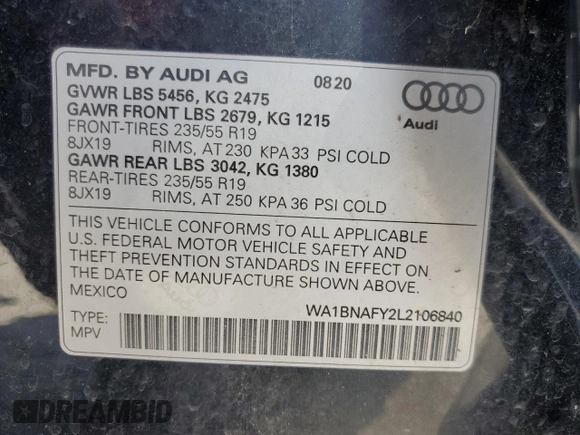 MFD. BY AUDI AG 0820
GVWR LBS 5456, KG 2475
GAWR FRONT LBS 2679, KG 1215
FRONT-TIRES 235/55 R19
8JX19 RIMS, AT 230 KPA 33 PSI COLD
GAWR REAR LBS 3042, KG 1380
REAR-TIRES 235/55 R19
8JX19 RIMS, AT 250 KPA 36 PSI COLD
Audi
THIS VEHICLE CONFORMS TO ALL APPLICABLE
U.S. FEDERAL MOTOR VEHICLE SAFETY AND
THEFT PREVENTION STANDARDS IN EFFECT ON
THE DATE OF MANUFACTURE SHOWN ABOVE.
MEXICO
WA1BNAFY2L2106840
TYPE:
MPV
DREAMBID